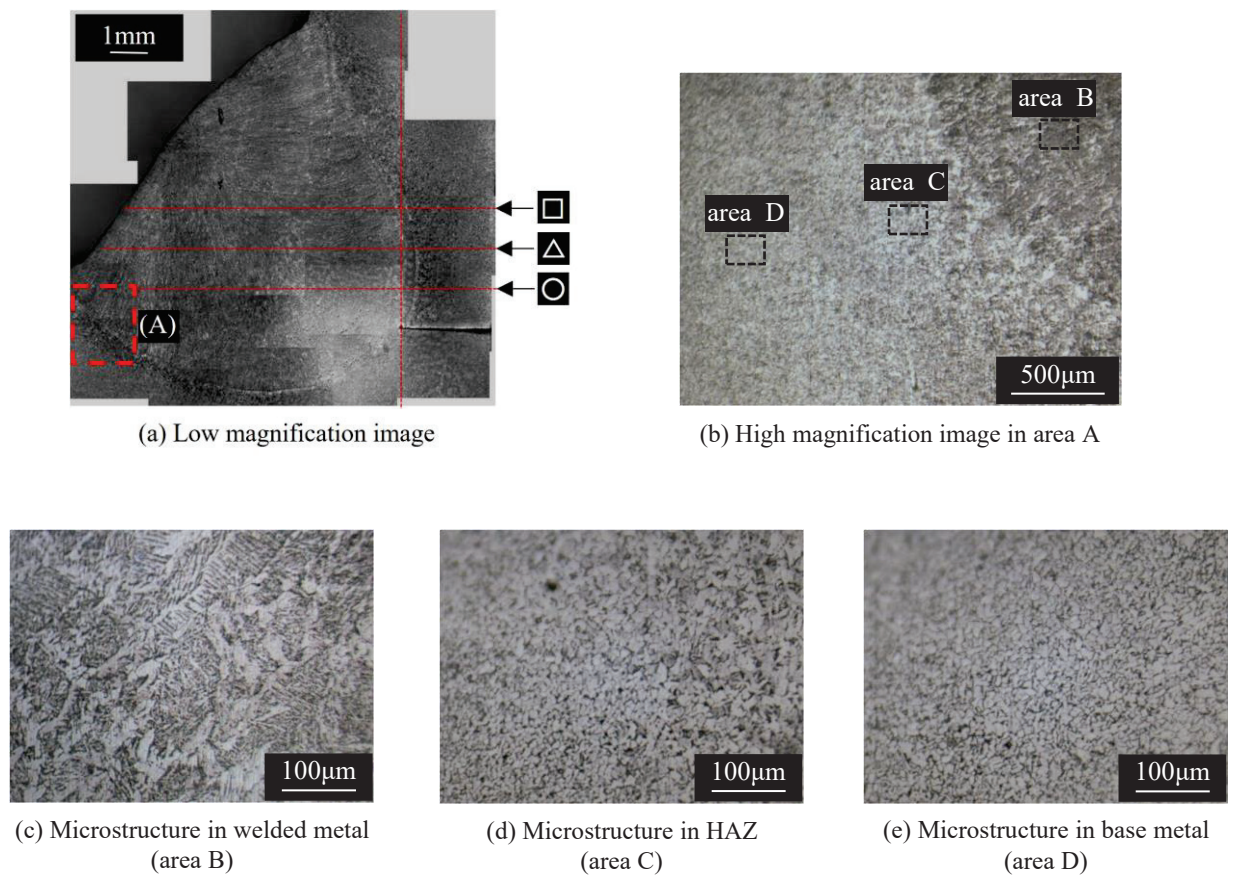 1mm
(A)
(a) Low magnification image
area B
area C
area D
500μm
(b) High magnification image in area A
100μm
(c) Microstructure in welded metal
(area B)
100μm
(d) Microstructure in HAZ
(area C)
100μm
(e) Microstructure in base metal
(area D)